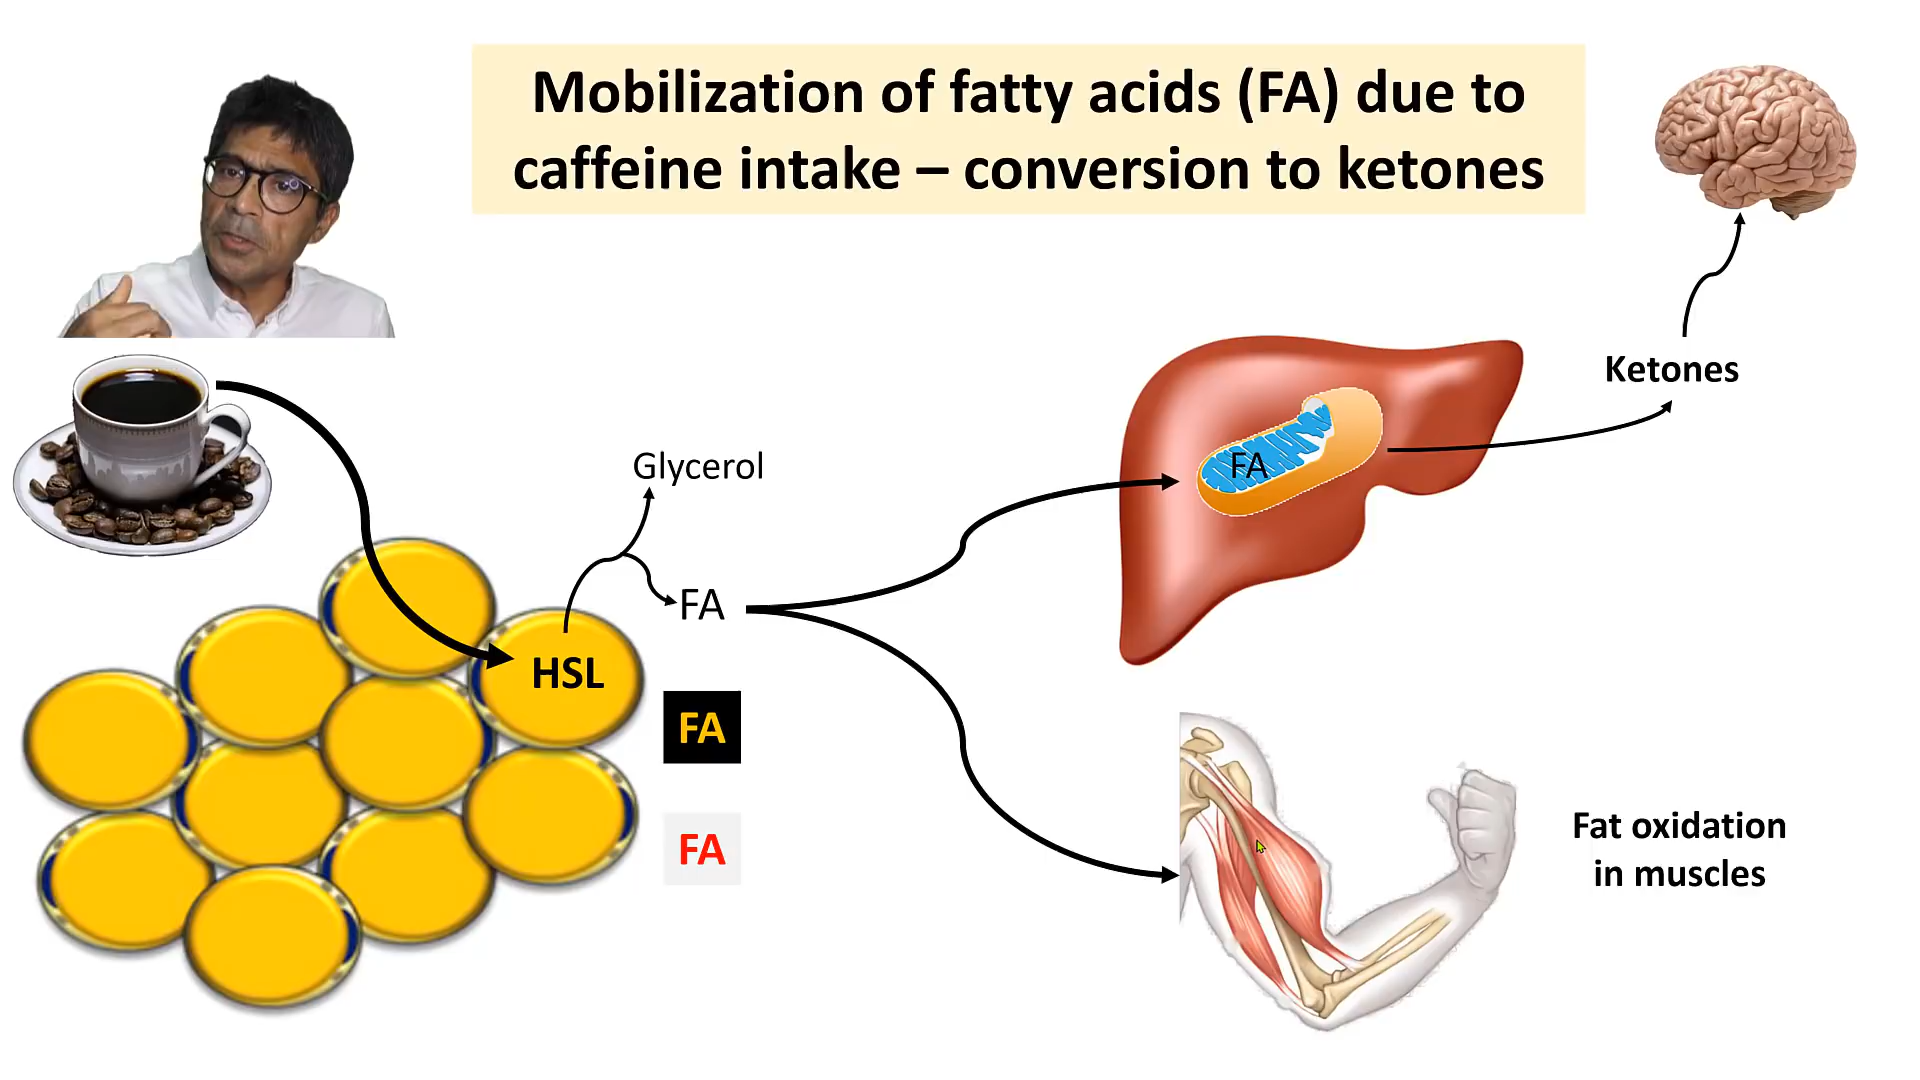 Mobilization of fatty acids (FA) due to
caffeine intake – conversion to ketones
Ketones
Glycerol
FA
FA
HSL
FA
FA
Fat oxidation
in muscles